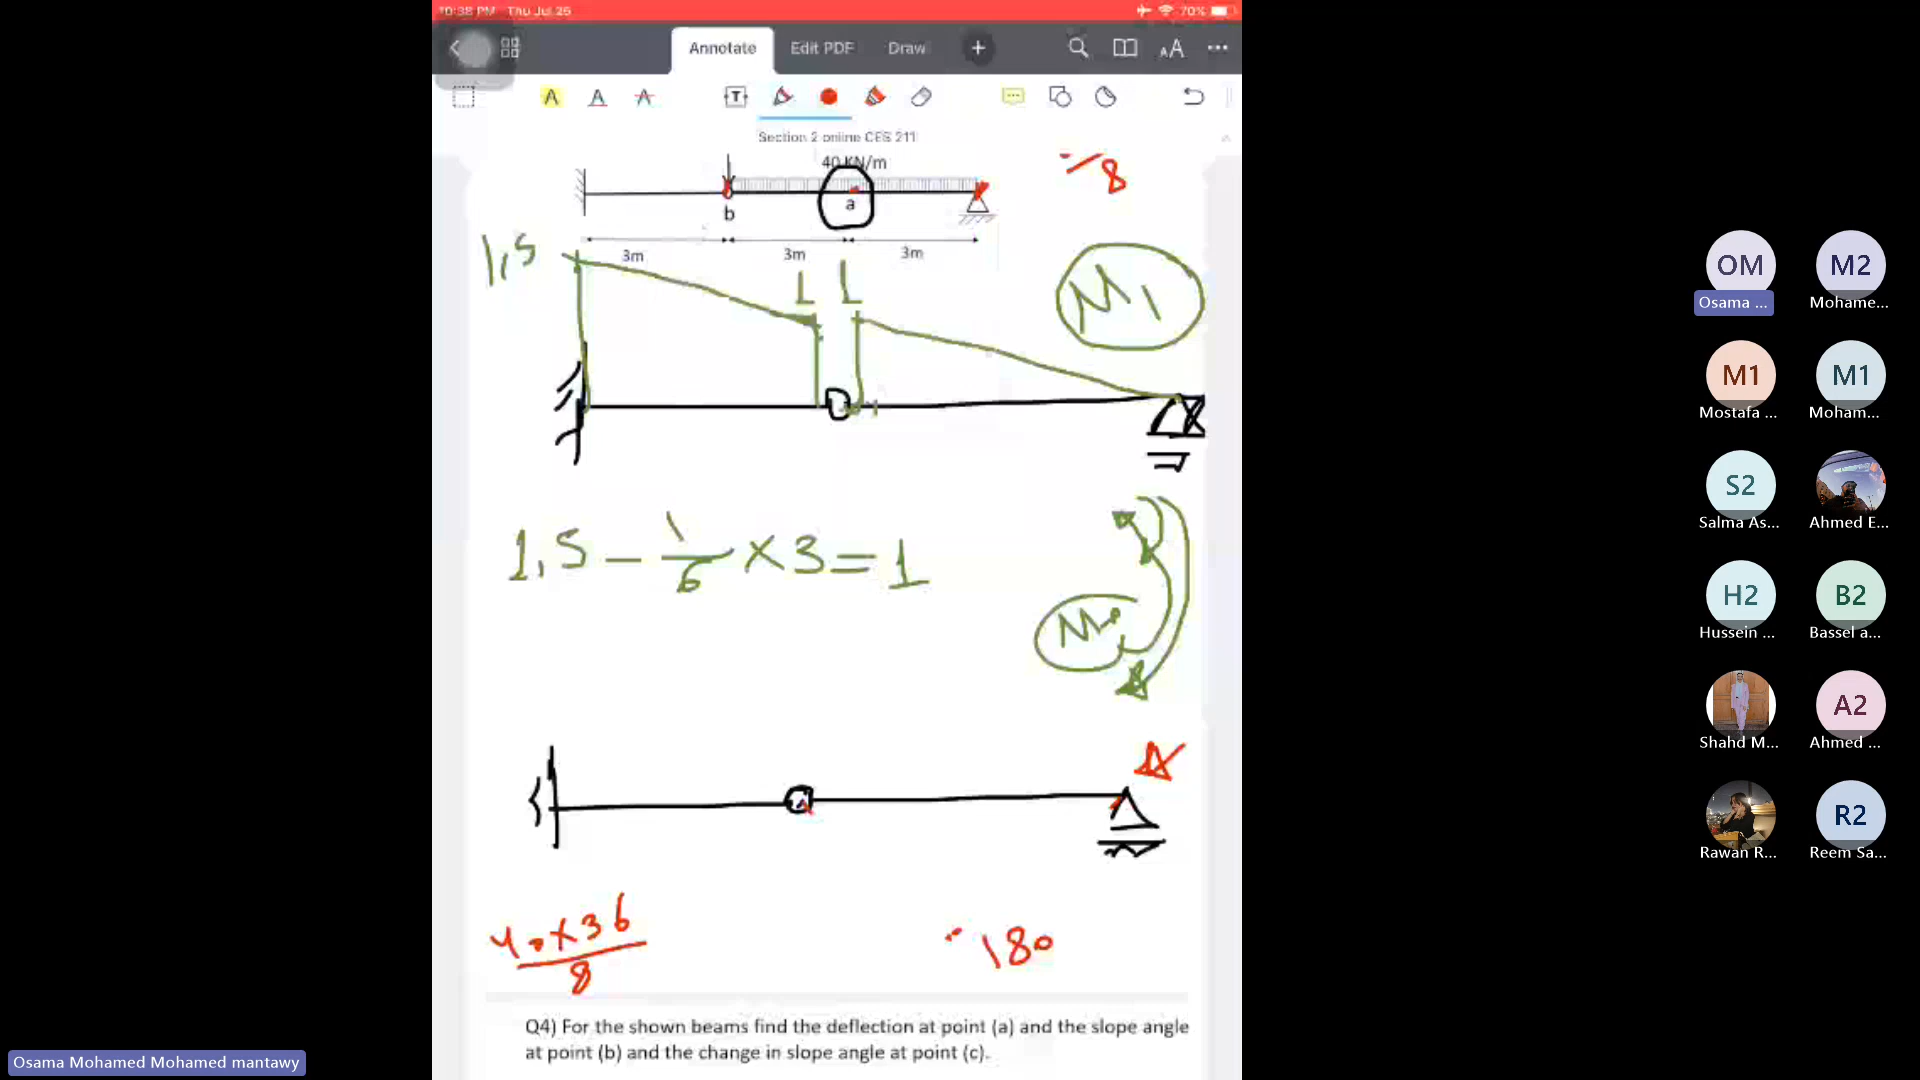 10:38 PM Thu Jul 25
70%
Annotate Edit PDF Draw
Section 2 online CES 211
40 KN/m
8
b
a
3m
3m
3m
1,5
1 1
M1
1,5 - 1/6 × 3 = 1
M0
40×36
8
180
Q4) For the shown beams find the deflection at point (a) and the slope angle
at point (b) and the change in slope angle at point (c).
OM
Osama ...
M2
Mohame...
M1
Mostafa ...
M1
Moham...
S2
Salma As...
Ahmed E...
H2
Hussein ...
B2
Bassel a...
Shahd M...
A2
Ahmed ...
Rawan R...
R2
Reem Sa...
Osama Mohamed Mohamed mantawy